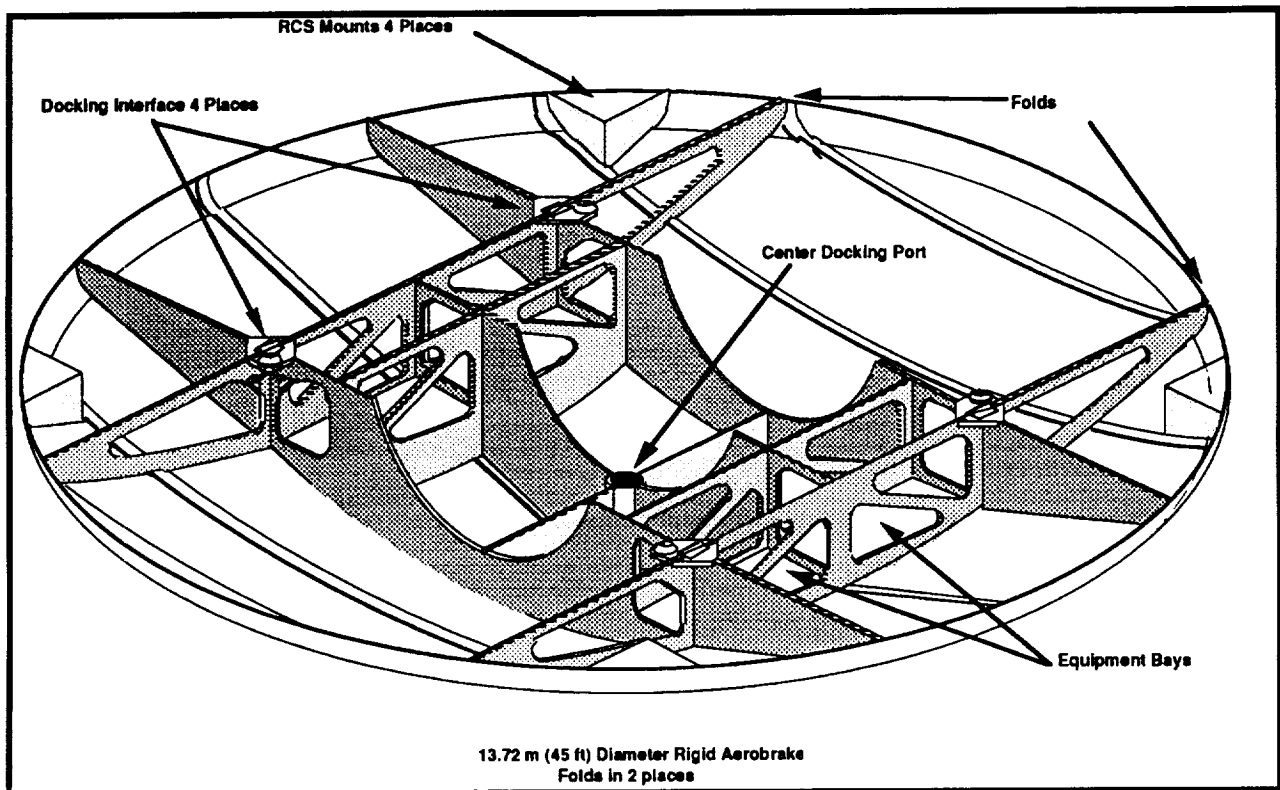 RCS Mounts 4 Places
Docking Interface 4 Places
Folds
Center Docking Port
Equipment Bays
13.72 m (45 ft) Diameter Rigid Aerobrake
Folds in 2 places